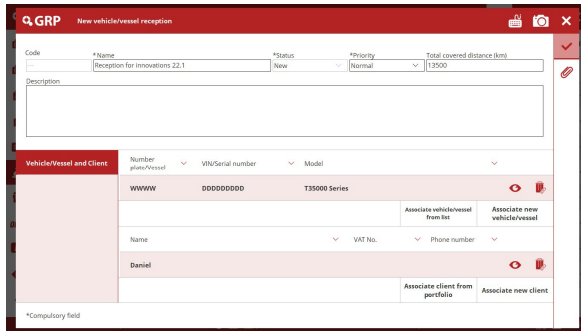 GRP New vehicle/vessel reception
Code *Name *Status *Priority Total covered distance (km)
--- Reception for Innovations 22.1 New Normal 13500
Description
Vehicle/Vessel and Client
Number plate/Vessel VIN/Serial number Model
WWWW DDDDDDDDD T35000 Series
Associate vehicle/vessel from list Associate new vehicle/vessel
Name VAT No. Phone number
Daniel
Associate client from portfolio Associate new client
*Compulsory field